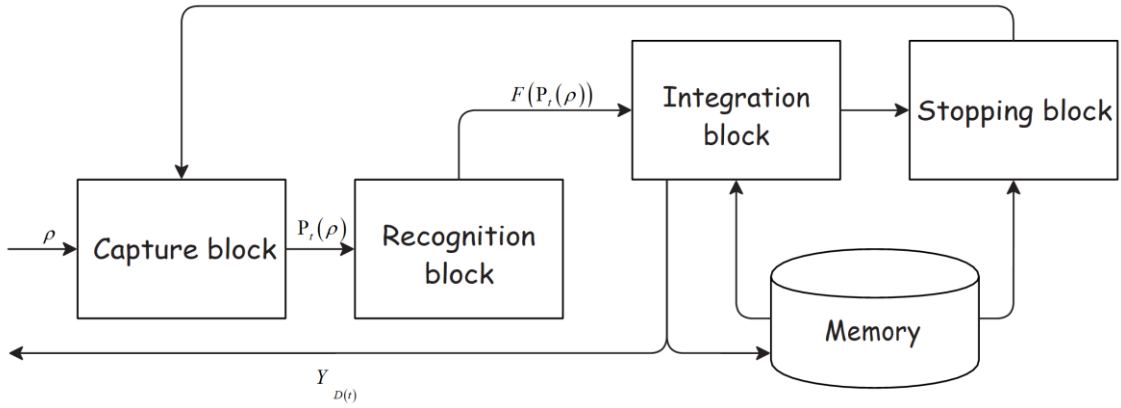 F(P_t(ρ))
Integration
block
Stopping block
ρ
Capture block
P_t(ρ)
Recognition
block
Memory
Y_D(t)